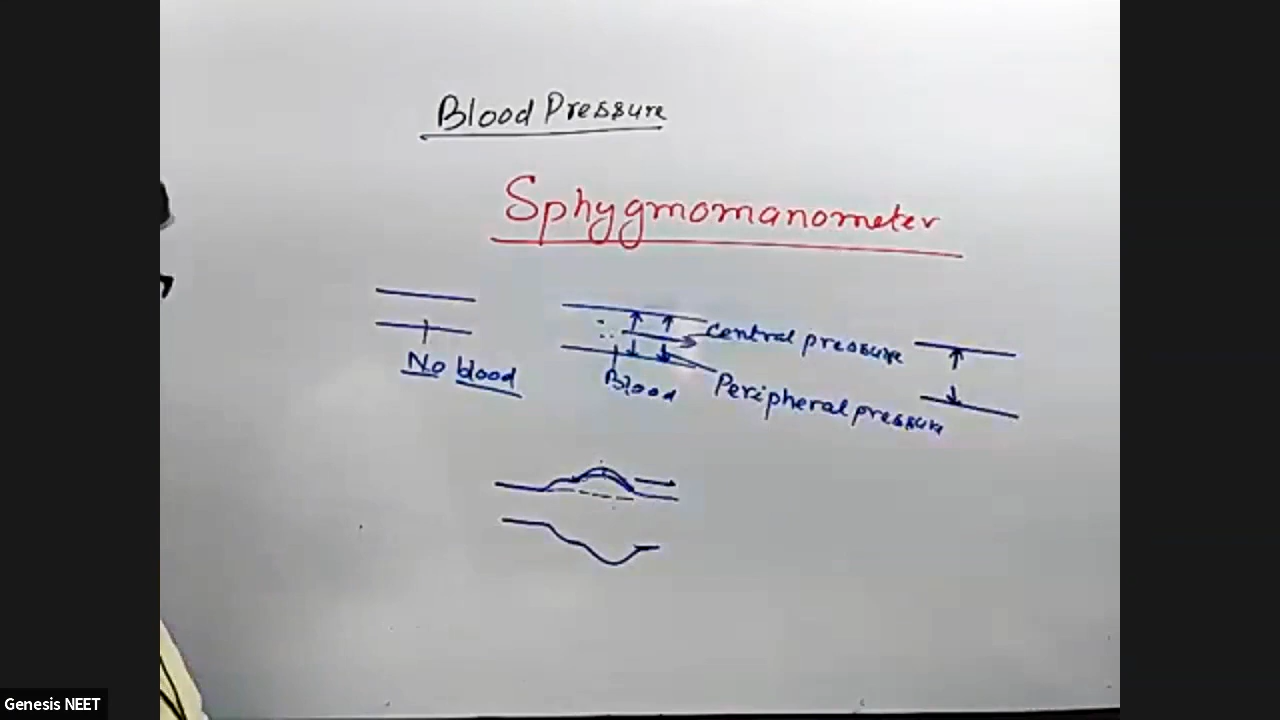 Blood Pressure
Sphygmomanometer
Central pressure
No blood
Blood
Peripheral pressure
Genesis NEET